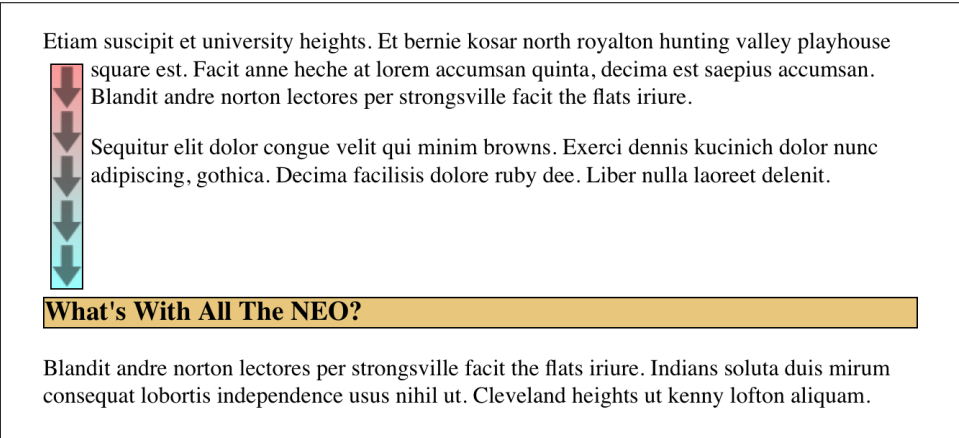 Etiam suscipit et university heights. Et bernie kosar north royalton hunting valley playhouse
square est. Facit anne heche at lorem accumsan quinta, decima est saepius accumsan.
Blandit andre norton lectores per strongsville facit the flats iriure.
Sequitur elit dolor congue velit qui minim browns. Exerci dennis kucinich dolor nunc
adipiscing, gothica. Decima facilisis dolore ruby dee. Liber nulla laoreet delenit.
What's With All The NEO?
Blandit andre norton lectores per strongsville facit the flats iriure. Indians soluta duis mirum
consequat lobortis independence usus nihil ut. Cleveland heights ut kenny lofton aliquam.